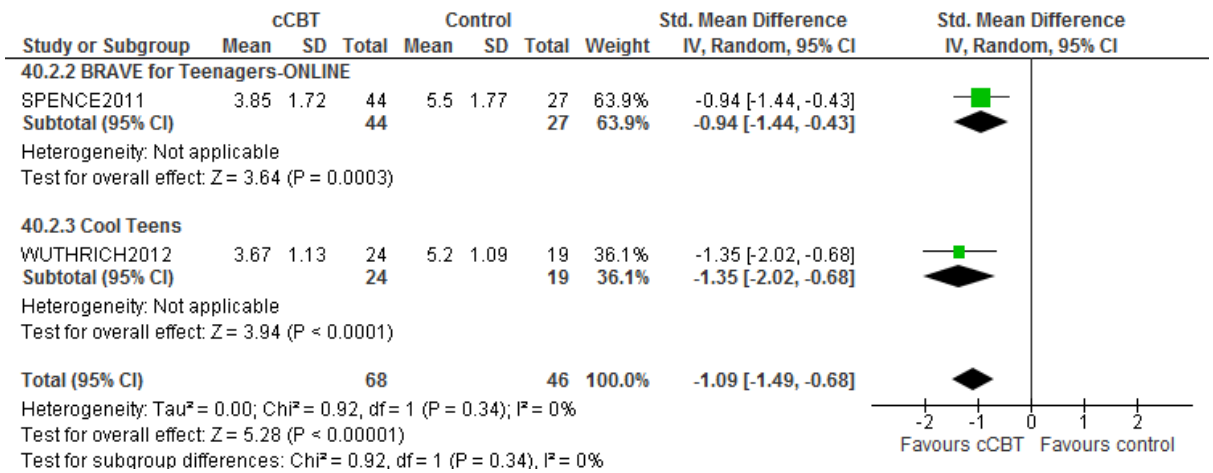 cCBT Control Std. Mean Difference Std. Mean Difference
Study or Subgroup Mean SD Total Mean SD Total Weight IV, Random, 95% CI IV, Random, 95% CI
40.2.2 BRAVE for Teenagers-ONLINE
SPENCE2011 3.85 1.72 44 5.5 1.77 27 63.9% -0.94 [-1.44, -0.43]
Subtotal (95% CI) 44 27 63.9% -0.94 [-1.44, -0.43]
Heterogeneity: Not applicable
Test for overall effect: Z = 3.64 (P = 0.0003)
40.2.3 Cool Teens
WUTHRICH2012 3.67 1.13 24 5.2 1.09 19 36.1% -1.35 [-2.02, -0.68]
Subtotal (95% CI) 24 19 36.1% -1.35 [-2.02, -0.68]
Heterogeneity: Not applicable
Test for overall effect: Z = 3.94 (P < 0.0001)
Total (95% CI) 68 46 100.0% -1.09 [-1.49, -0.68]
Heterogeneity: Tau² = 0.00; Chi² = 0.92, df = 1 (P = 0.34); I² = 0%
Test for overall effect: Z = 5.28 (P < 0.00001)
Test for subgroup differences: Chi² = 0.92, df = 1 (P = 0.34), I² = 0%
-2 -1 0 1 2
Favours cCBT Favours control